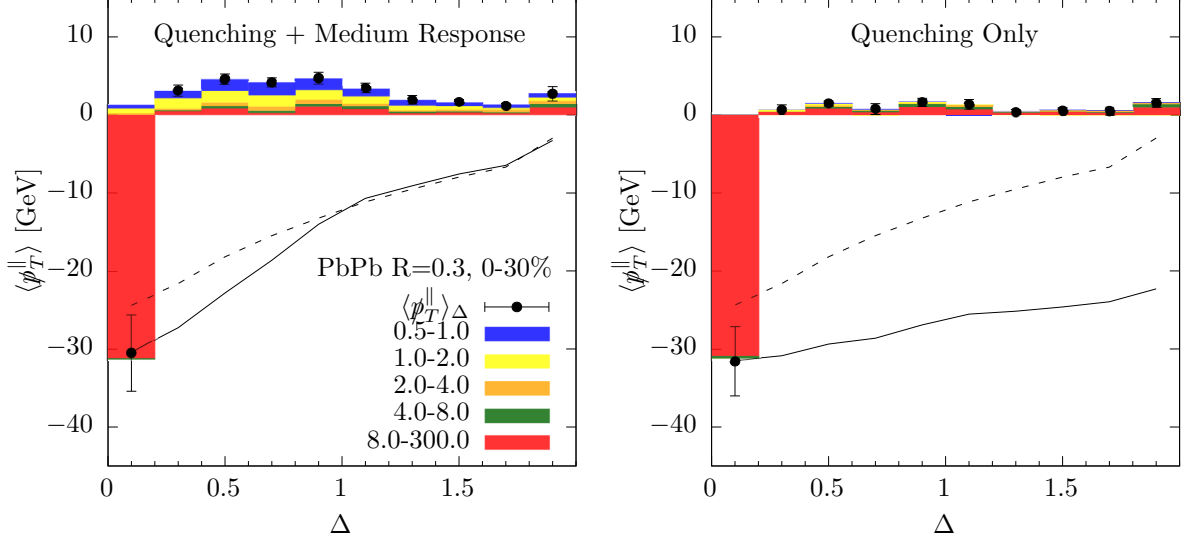 Quenching + Medium Response
10
0
−10
−20
−30
−40
⟨p̸_T^∥⟩ [GeV]
PbPb R=0.3, 0-30%
⟨p̸_T^∥⟩_Δ
0.5-1.0
1.0-2.0
2.0-4.0
4.0-8.0
8.0-300.0
0 0.5 1 1.5
Δ
Quenching Only
10
0
−10
−20
−30
−40
⟨p̸_T^∥⟩ [GeV]
0 0.5 1 1.5
Δ